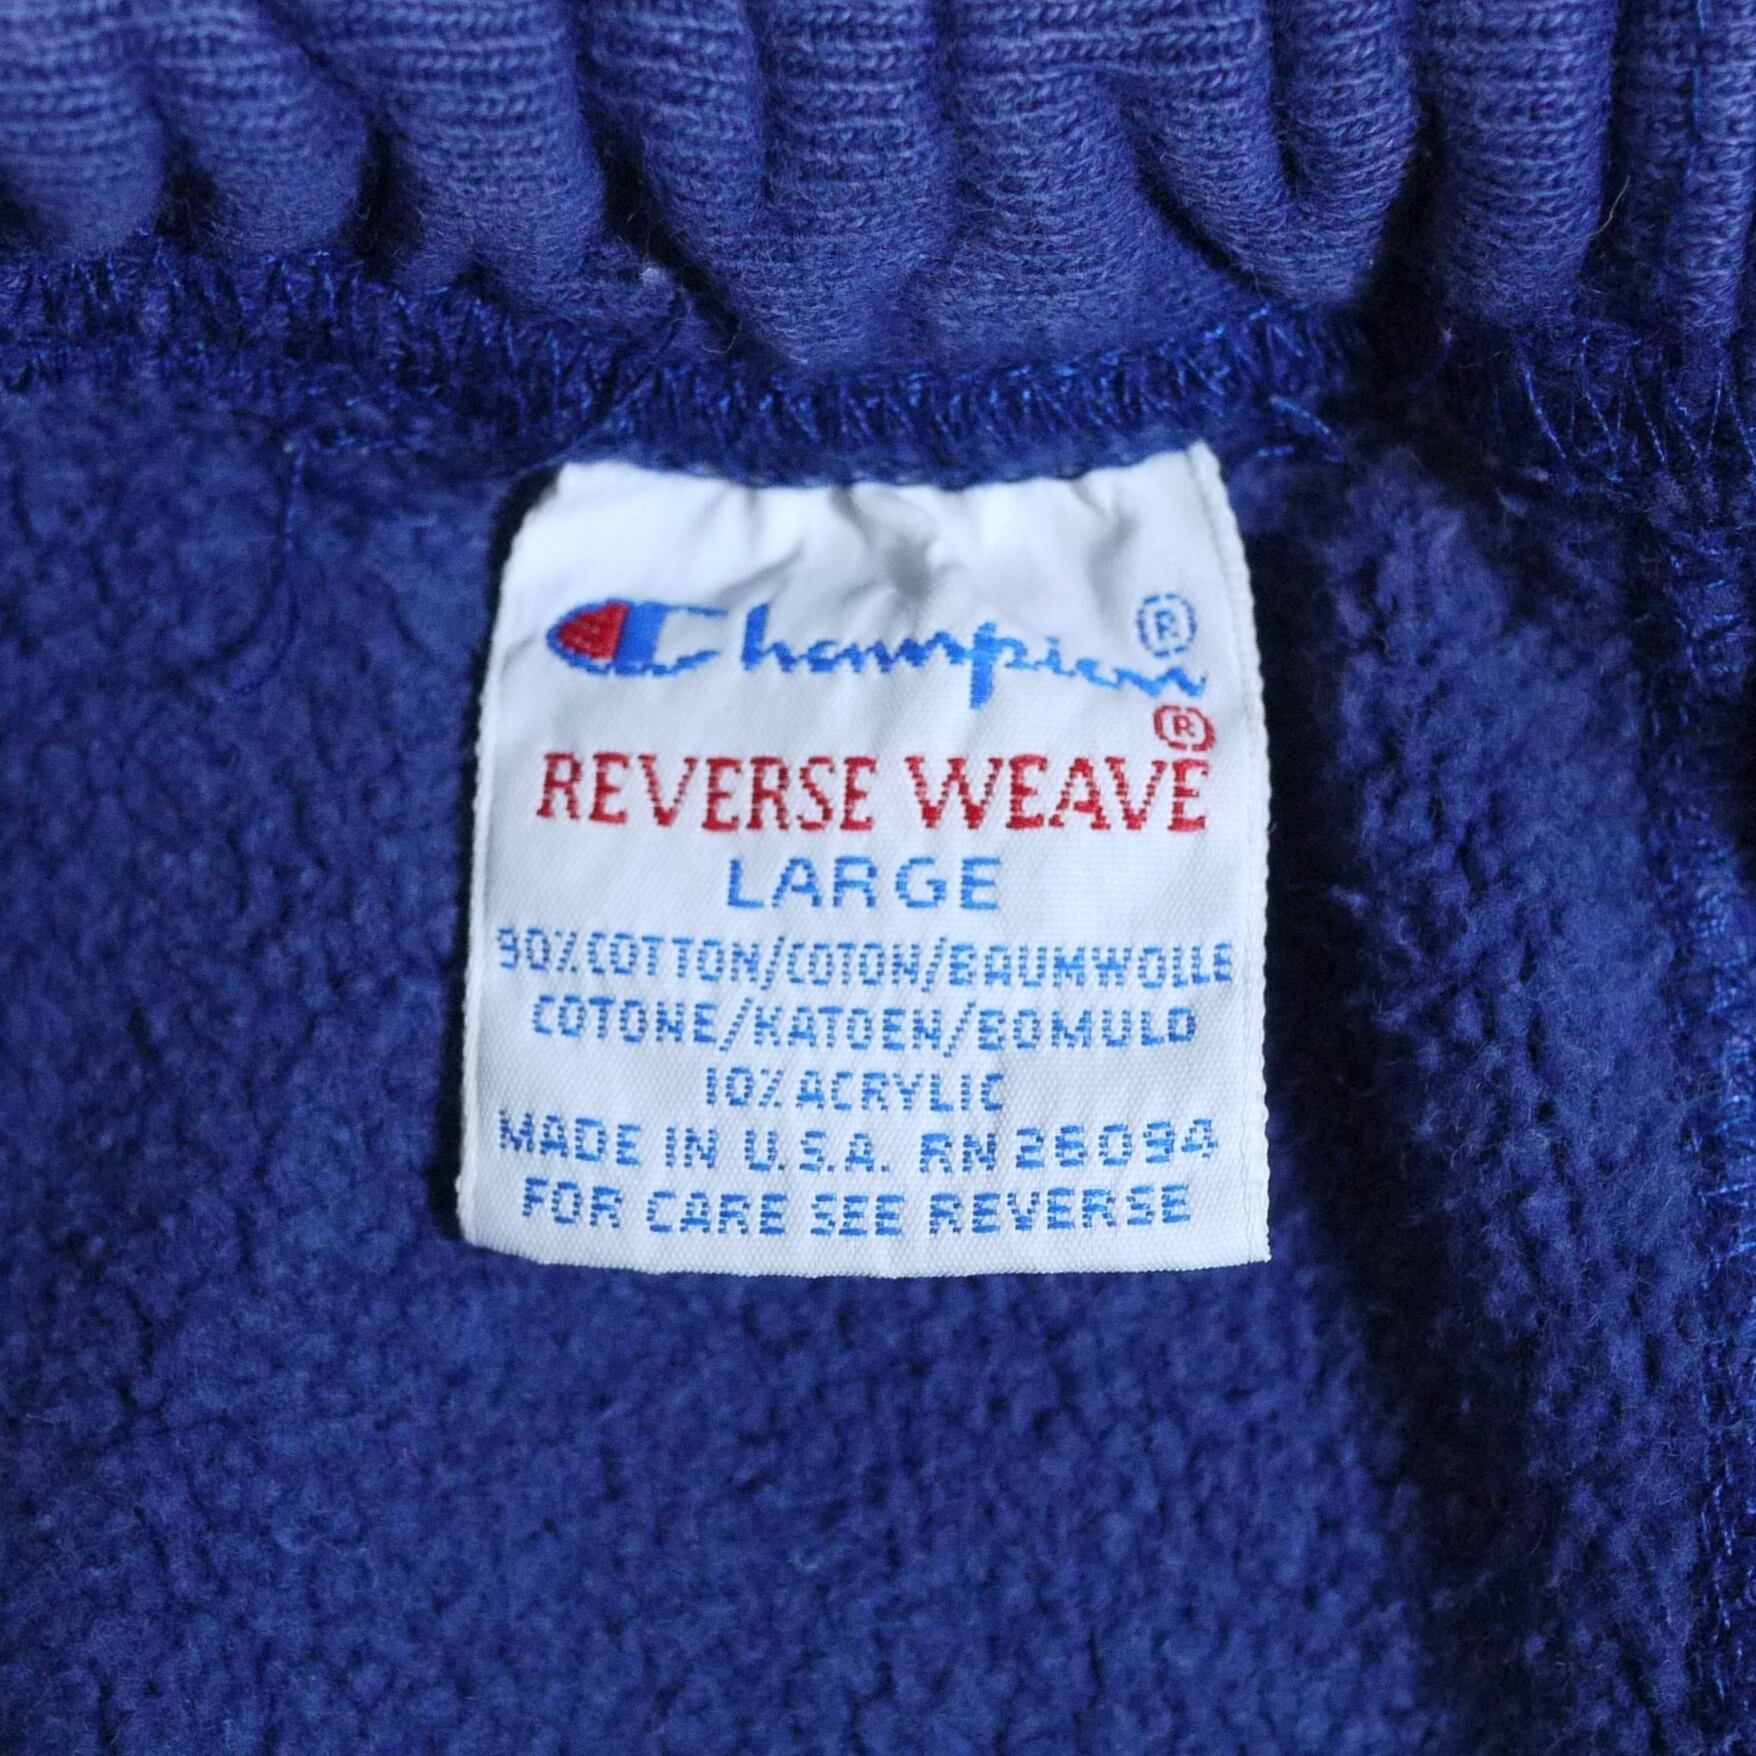 Champion®
REVERSE WEAVE®
LARGE
90% COTTON/COTON/BAUMWOLLE
COTONE/KATOEN/BOMULD
10% ACRYLIC
MADE IN U.S.A. RN 26094
FOR CARE SEE REVERSE